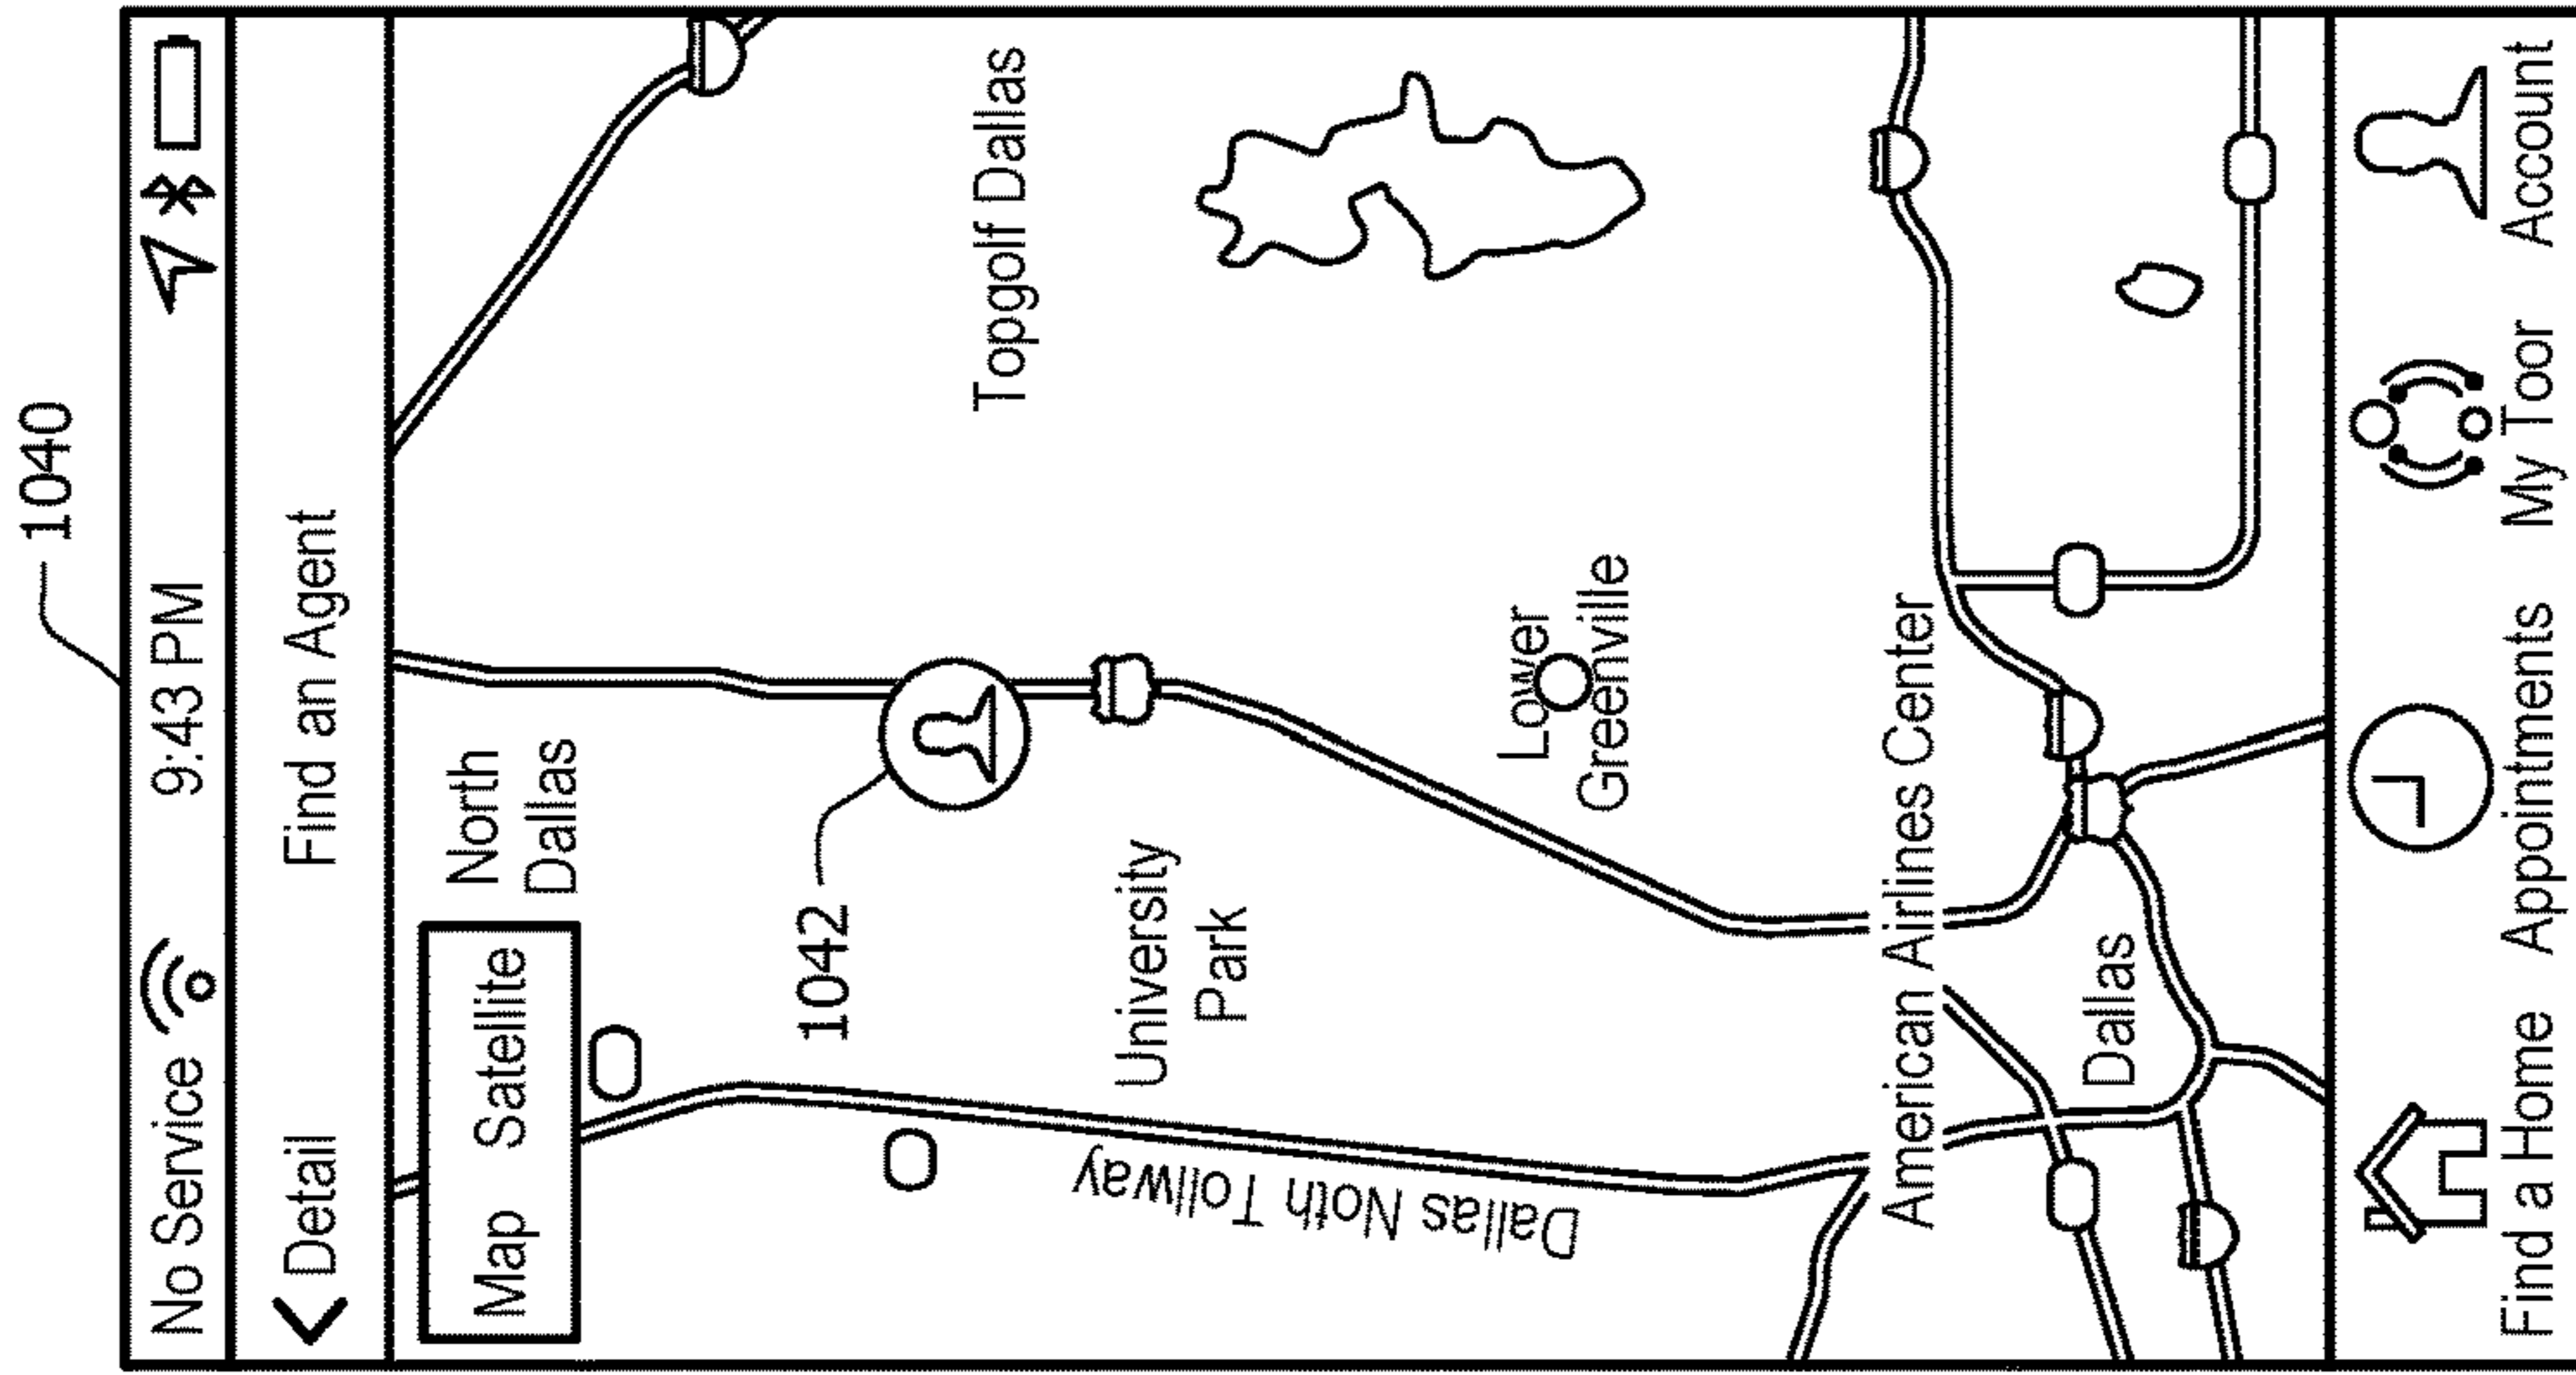 1040
No Service 9:43 PM
Detail Find an Agent
Map Satellite
North
Dallas
1042
Topgolf Dallas
University
Park
Dallas Noth Tollway
Lower
Greenville
American Airlines Center
Dallas
Find a Home Appointments My Toor Account